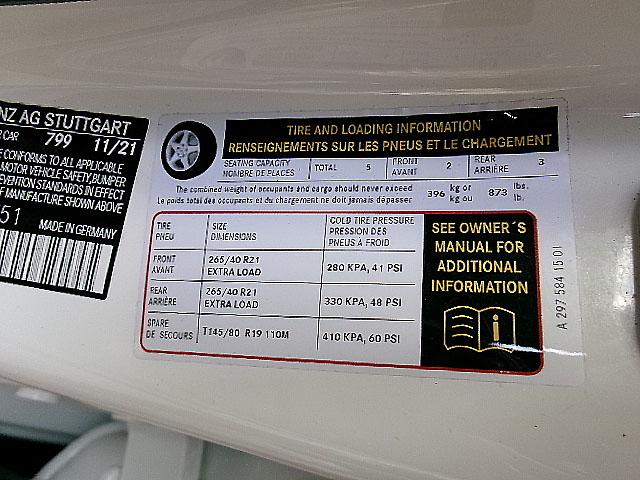 NZ AG STUTTGART
CAR 799 11/21
CONFORMS TO ALL APPLICABLE
MOTOR VEHICLE SAFETY, BUMPER
STANDARDS IN EFFECT
MANUFACTURE SHOWN ABOVE
51
MADE IN GERMANY
TIRE AND LOADING INFORMATION
RENSEIGNEMENTS SUR LES PNEUS ET LE CHARGEMENT
SEATING CAPACITY
NOMBRE DE PLACES
TOTAL 5
FRONT
AVANT 2
REAR
ARRIÈRE 3
The combined weight of occupants and cargo should never exceed
Le poids total des occupants et du chargement ne doit jamais dépasser
396 kg or
kg ou
873 lbs.
lb.
TIRE
PNEU
SIZE
DIMENSIONS
COLD TIRE PRESSURE
PRESSION DES
PNEUS A FROID
FRONT
AVANT
265/40 R21
EXTRA LOAD
280 KPA, 41 PSI
REAR
ARRIÈRE
265/40 R21
EXTRA LOAD
330 KPA, 48 PSI
SPARE
DE SECOURS
T145/80 R19 110M
410 KPA, 60 PSI
SEE OWNER´S
MANUAL FOR
ADDITIONAL
INFORMATION
A 297 584 15 01